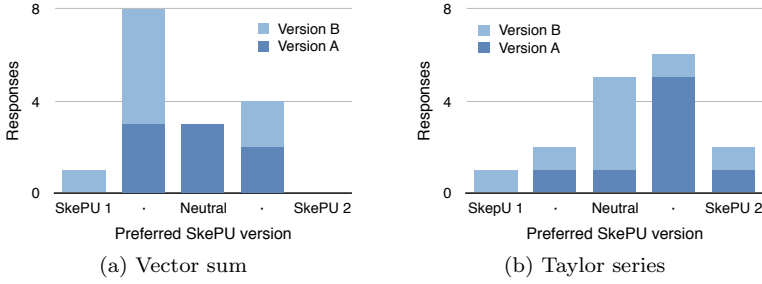 8
4
0
Responses
Version B
Version A
SkePU 1 · Neutral · SkePU 2
Preferred SkePU version
(a) Vector sum
8
4
0
Responses
Version B
Version A
SkepU 1 · Neutral · SkePU 2
Preferred SkePU version
(b) Taylor series